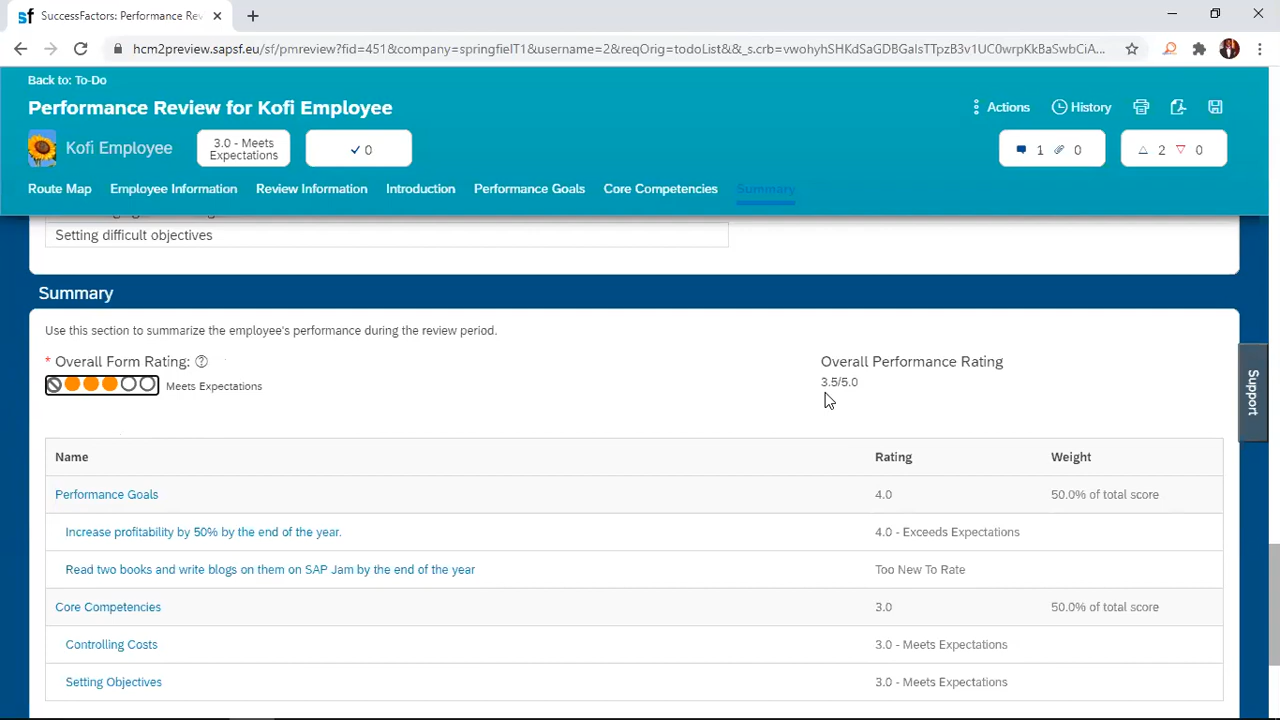 sf SuccessFactors: Performance Rev
hcm2preview.sapsf.eu/sf/pmreview?fid=451&company=springfieIT1&username=2&reqOrig=todoList&&_s.crb=vwohyhSHKdSaGDBGaIsTTpzB3v1UC0wrpKkBaSwbCiA...
Back to: To-Do
Performance Review for Kofi Employee
Actions
History
Kofi Employee
3.0 - Meets
Expectations
0
1 0
2 0
Route Map Employee Information Review Information Introduction Performance Goals Core Competencies Summary
Setting difficult objectives
Summary
Use this section to summarize the employee's performance during the review period.
* Overall Form Rating: ?
Meets Expectations
Overall Performance Rating
3.5/5.0
Support
Name Rating Weight
Performance Goals 4.0 50.0% of total score
Increase profitability by 50% by the end of the year. 4.0 - Exceeds Expectations
Read two books and write blogs on them on SAP Jam by the end of the year Too New To Rate
Core Competencies 3.0 50.0% of total score
Controlling Costs 3.0 - Meets Expectations
Setting Objectives 3.0 - Meets Expectations